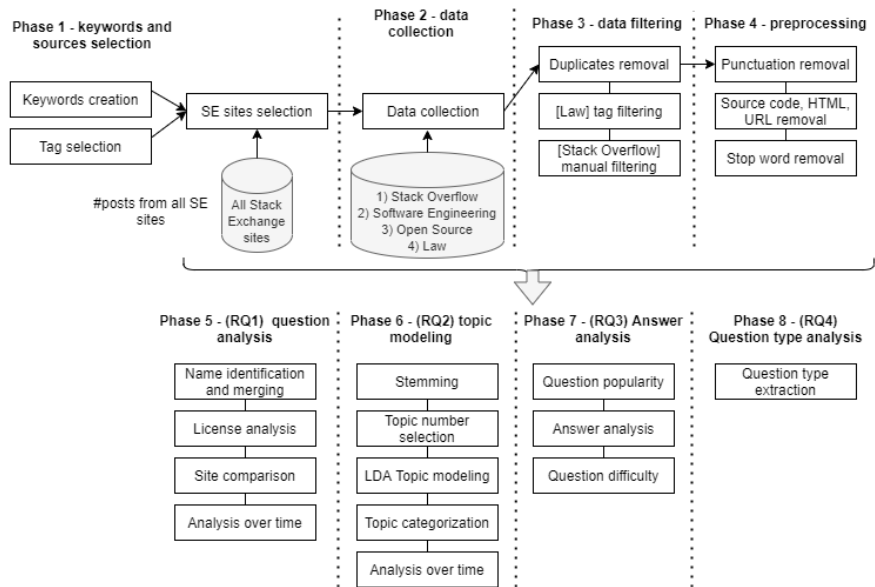 Phase 1 - keywords and
sources selection
Phase 2 - data
collection
Phase 3 - data filtering
Phase 4 - preprocessing
Keywords creation
Tag selection
SE sites selection
Data collection
Duplicates removal
[Law] tag filtering
[Stack Overflow]
manual filtering
Punctuation removal
Source code, HTML,
URL removal
Stop word removal
#posts from all SE
sites
All Stack
Exchange
sites
1) Stack Overflow
2) Software Engineering
3) Open Source
4) Law
Phase 5 - (RQ1) question
analysis
Phase 6 - (RQ2) topic
modeling
Phase 7 - (RQ3) Answer
analysis
Phase 8 - (RQ4)
Question type analysis
Name identification
and merging
License analysis
Site comparison
Analysis over time
Stemming
Topic number
selection
LDA Topic modeling
Topic categorization
Analysis over time
Question popularity
Answer analysis
Question difficulty
Question type
extraction